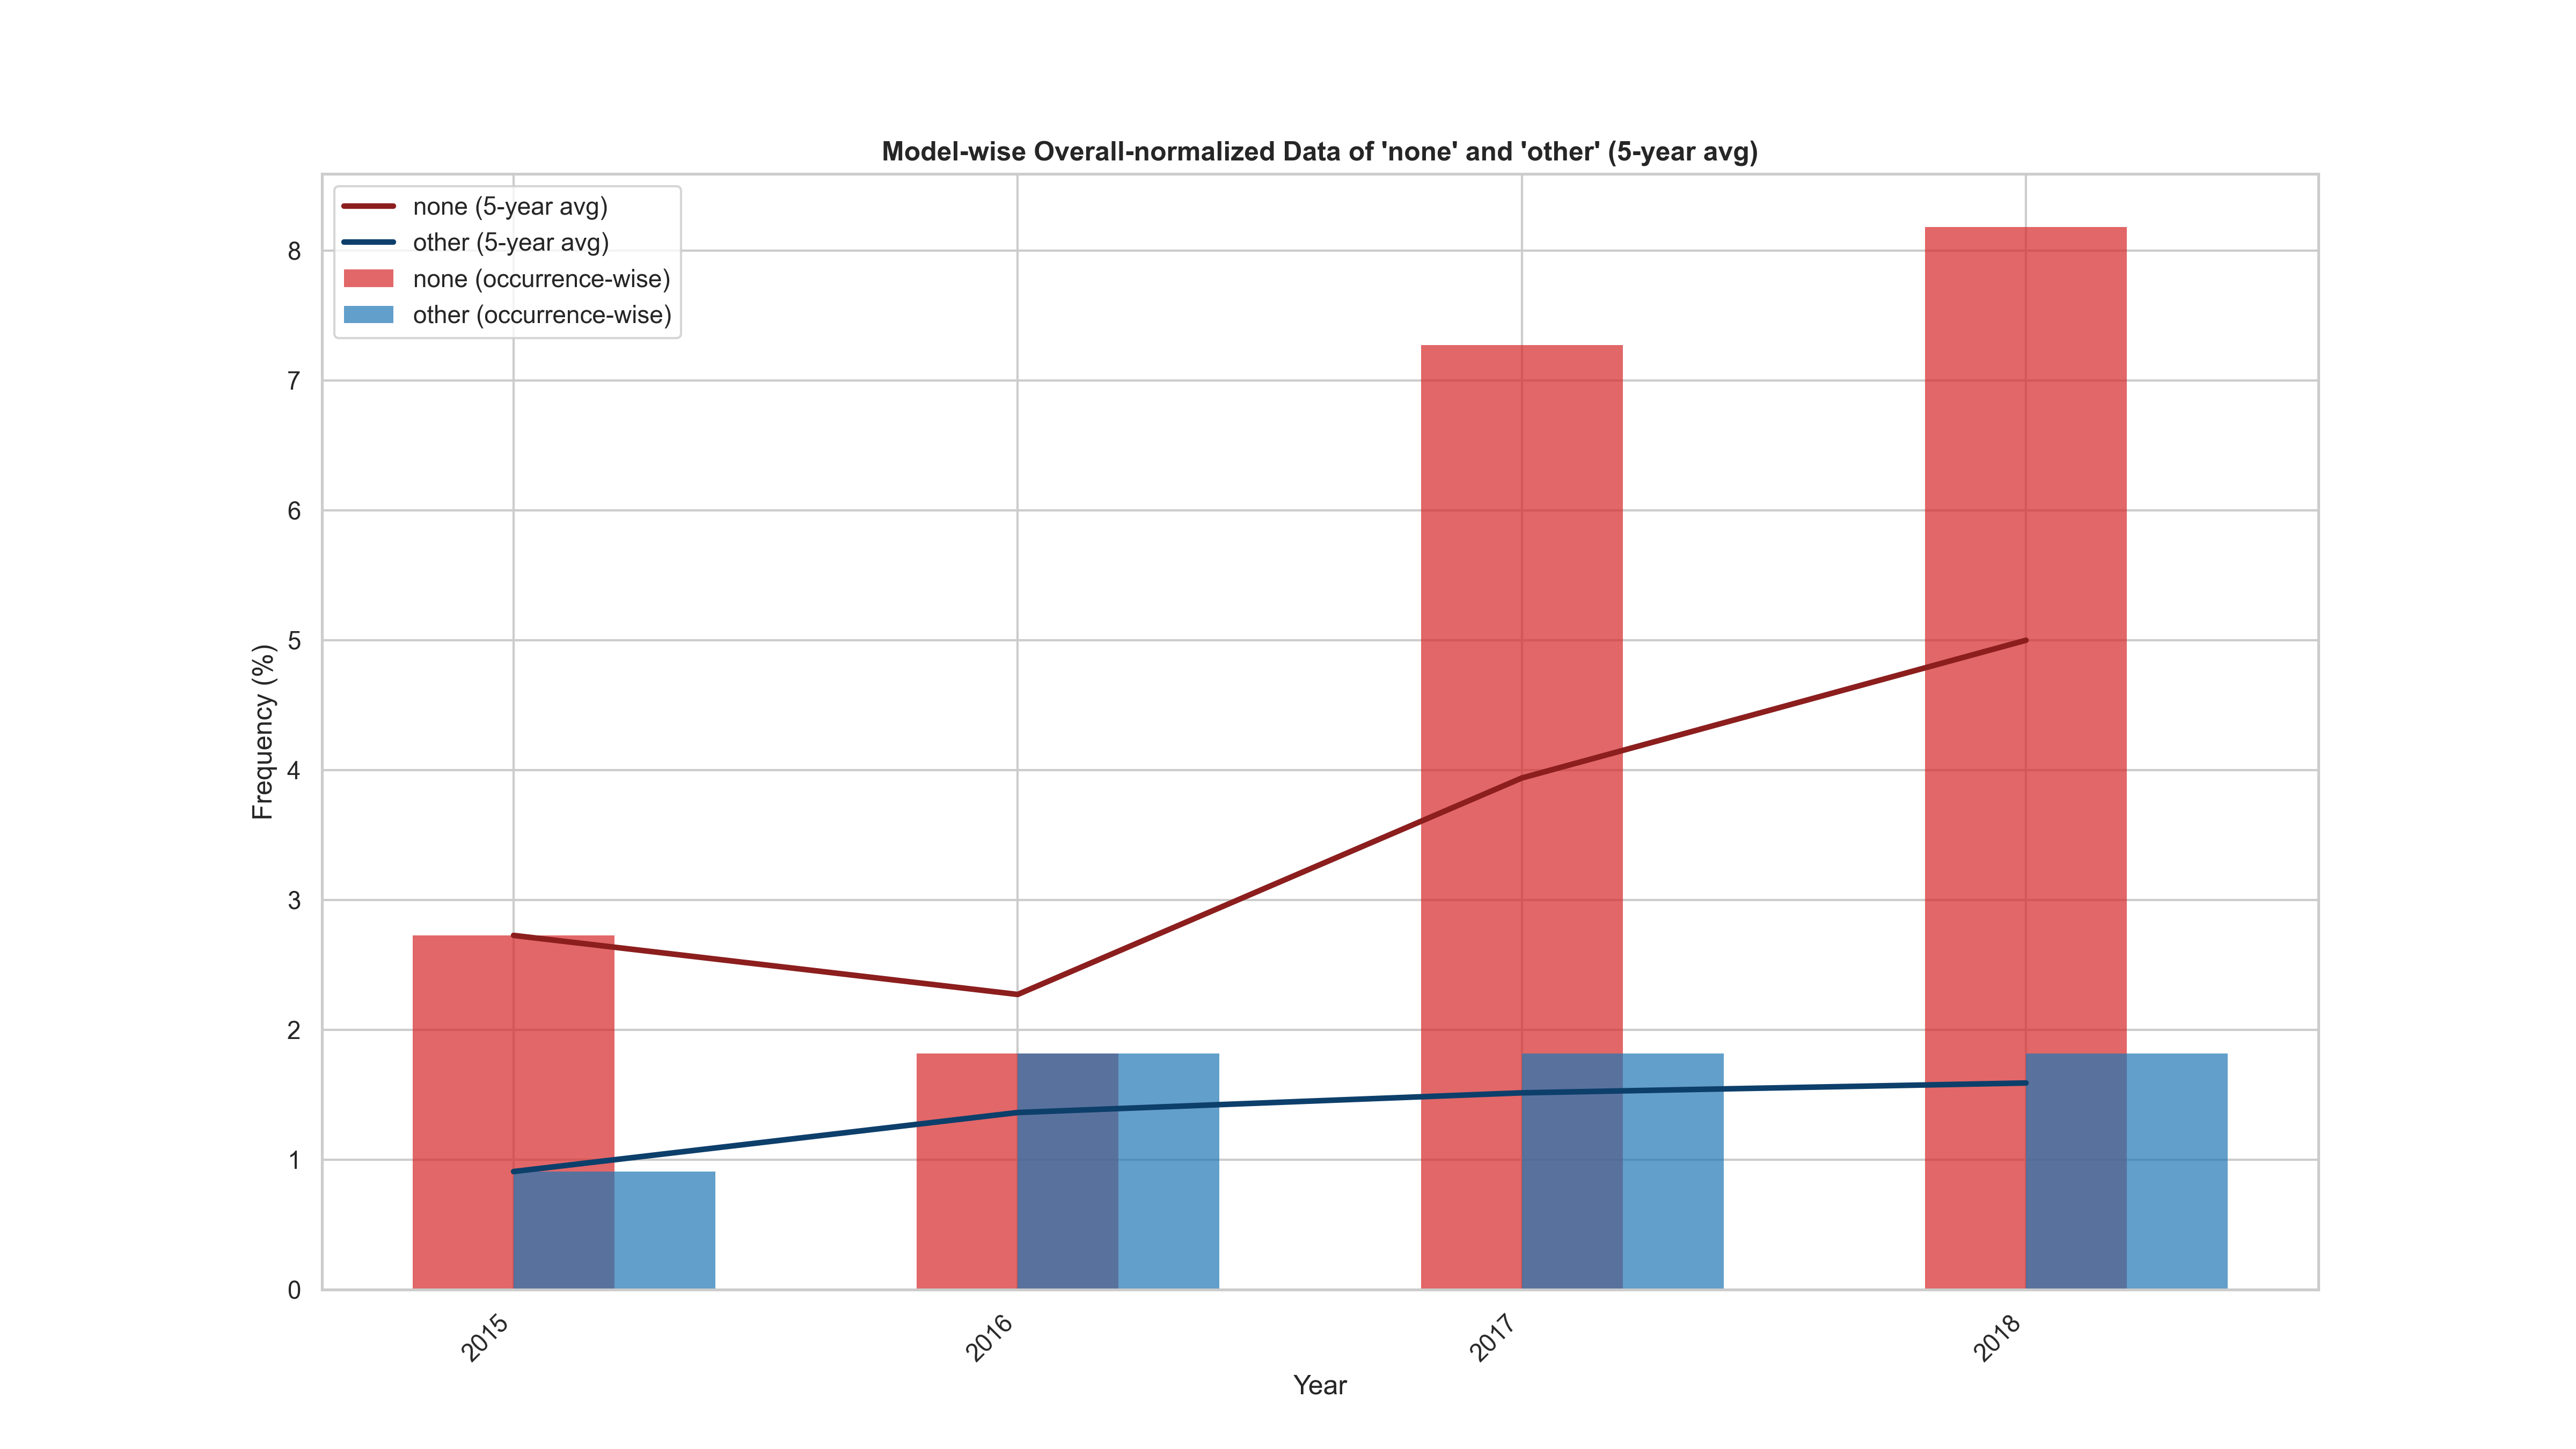 Model-wise Overall-normalized Data of 'none' and 'other' (5-year avg)
none (5-year avg)
other (5-year avg)
none (occurrence-wise)
other (occurrence-wise)
Frequency (%)
8
7
6
5
4
3
2
1
0
2015
2016
2017
2018
Year